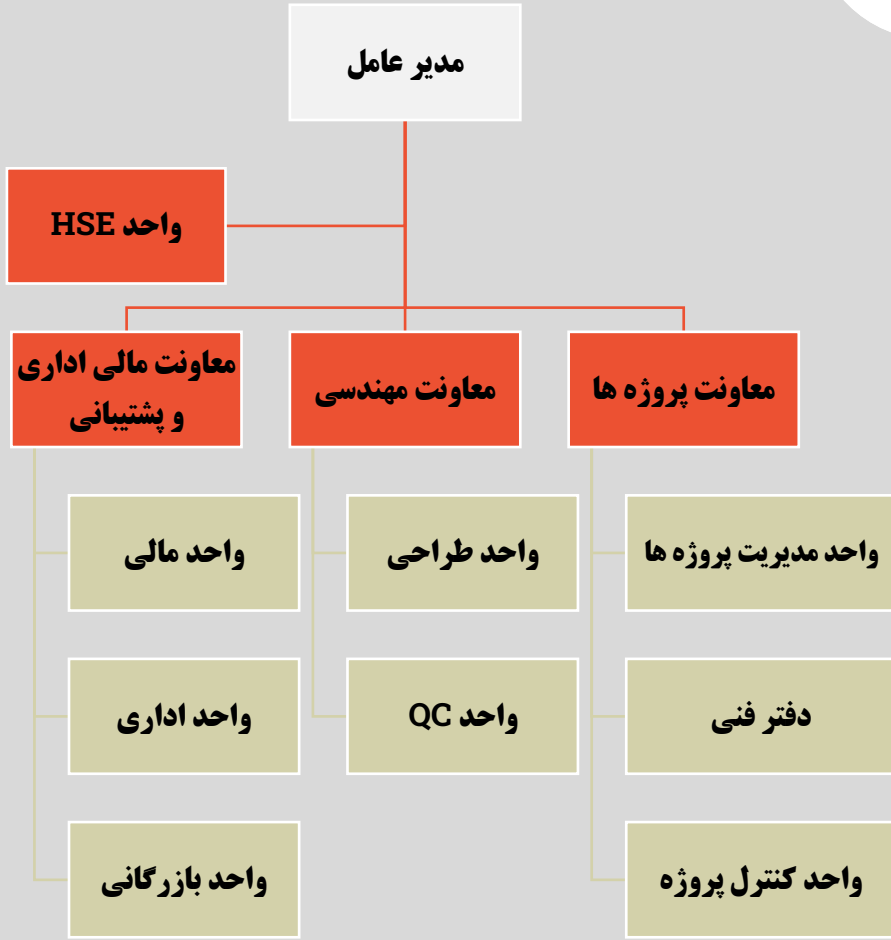 مدیر عامل
واحد HSE
معاونت پروژه ها
معاونت مهندسی
معاونت مالی اداری
و پشتیبانی
واحد مدیریت پروژه ها
واحد طراحی
واحد مالی
دفتر فنی
واحد QC
واحد اداری
واحد کنترل پروژه
واحد بازرگانی